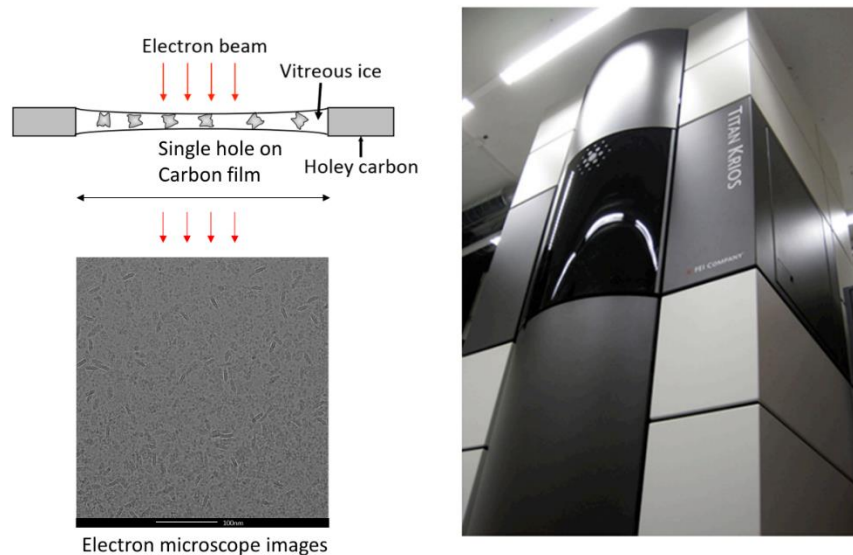 Electron beam
Vitreous ice
Single hole on
Carbon film
Holey carbon
100nm
Electron microscope images
TITAN KRIOS
FEI COMPANY